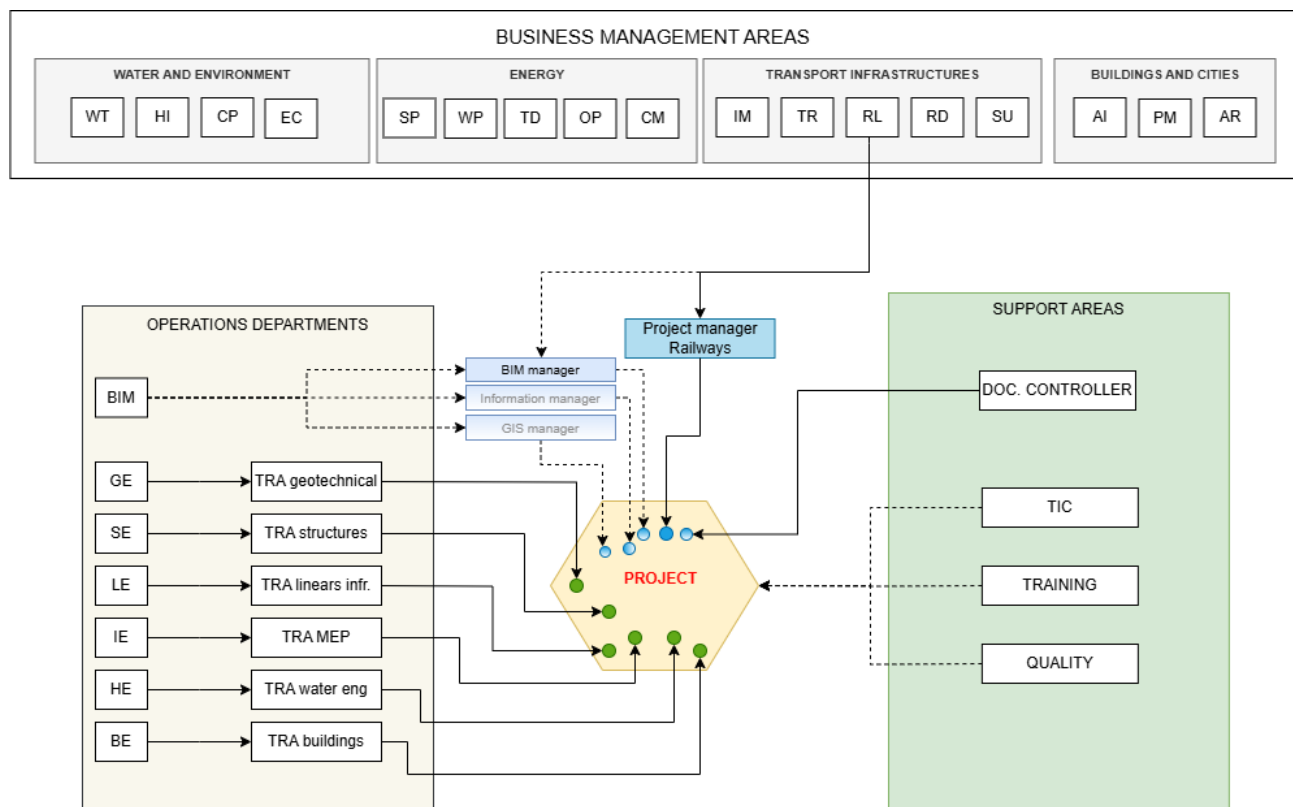 BUSINESS MANAGEMENT AREAS
WATER AND ENVIRONMENT
WT
HI
CP
EC
ENERGY
SP
WP
TD
OP
CM
TRANSPORT INFRASTRUCTURES
IM
TR
RL
RD
SU
BUILDINGS AND CITIES
AI
PM
AR
OPERATIONS DEPARTMENTS
BIM
GE
TRA geotechnical
SE
TRA structures
LE
TRA linears infr.
IE
TRA MEP
HE
TRA water eng
BE
TRA buildings
Project manager
Railways
BIM manager
Information manager
GIS manager
PROJECT
SUPPORT AREAS
DOC. CONTROLLER
TIC
TRAINING
QUALITY